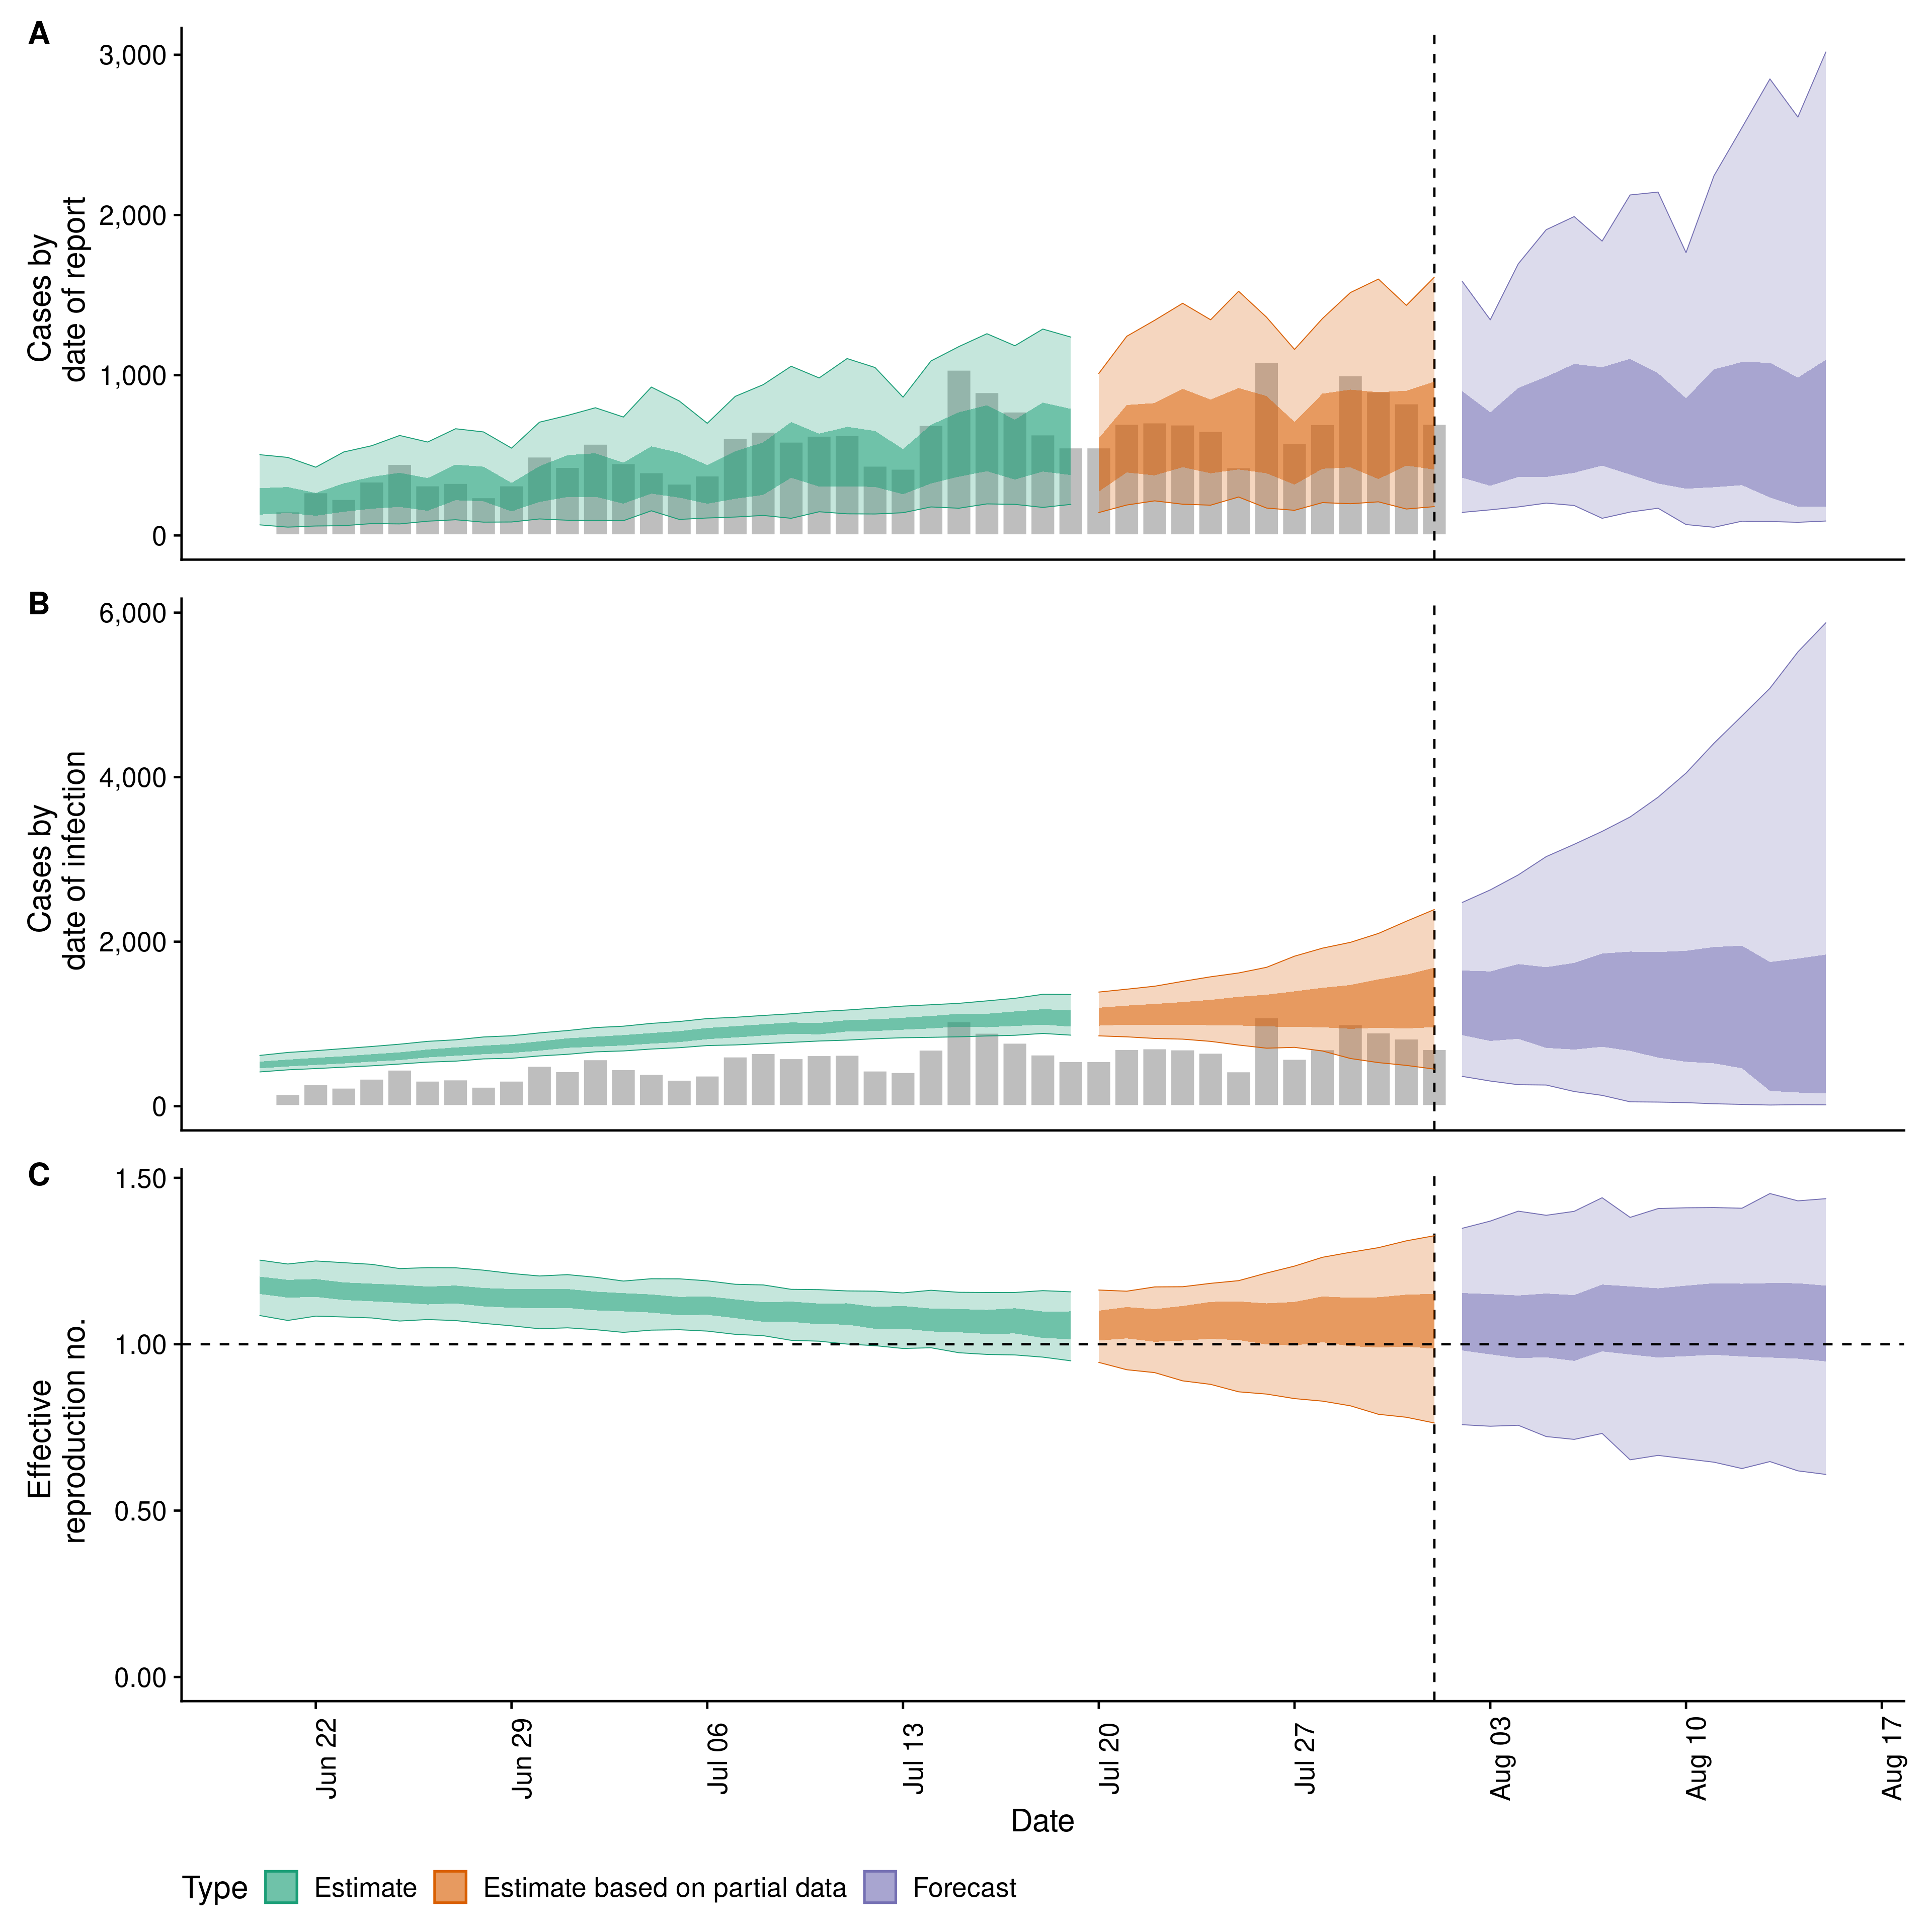 A
3,000
2,000
1,000
0
Cases by
date of report
B
6,000
4,000
2,000
0
Cases by
date of infection
C
1.50
1.00
0.50
0.00
Effective
reproduction no.
Jun 22
Jun 29
Jul 06
Jul 13
Jul 20
Jul 27
Aug 03
Aug 10
Aug 17
Date
Type Estimate Estimate based on partial data Forecast